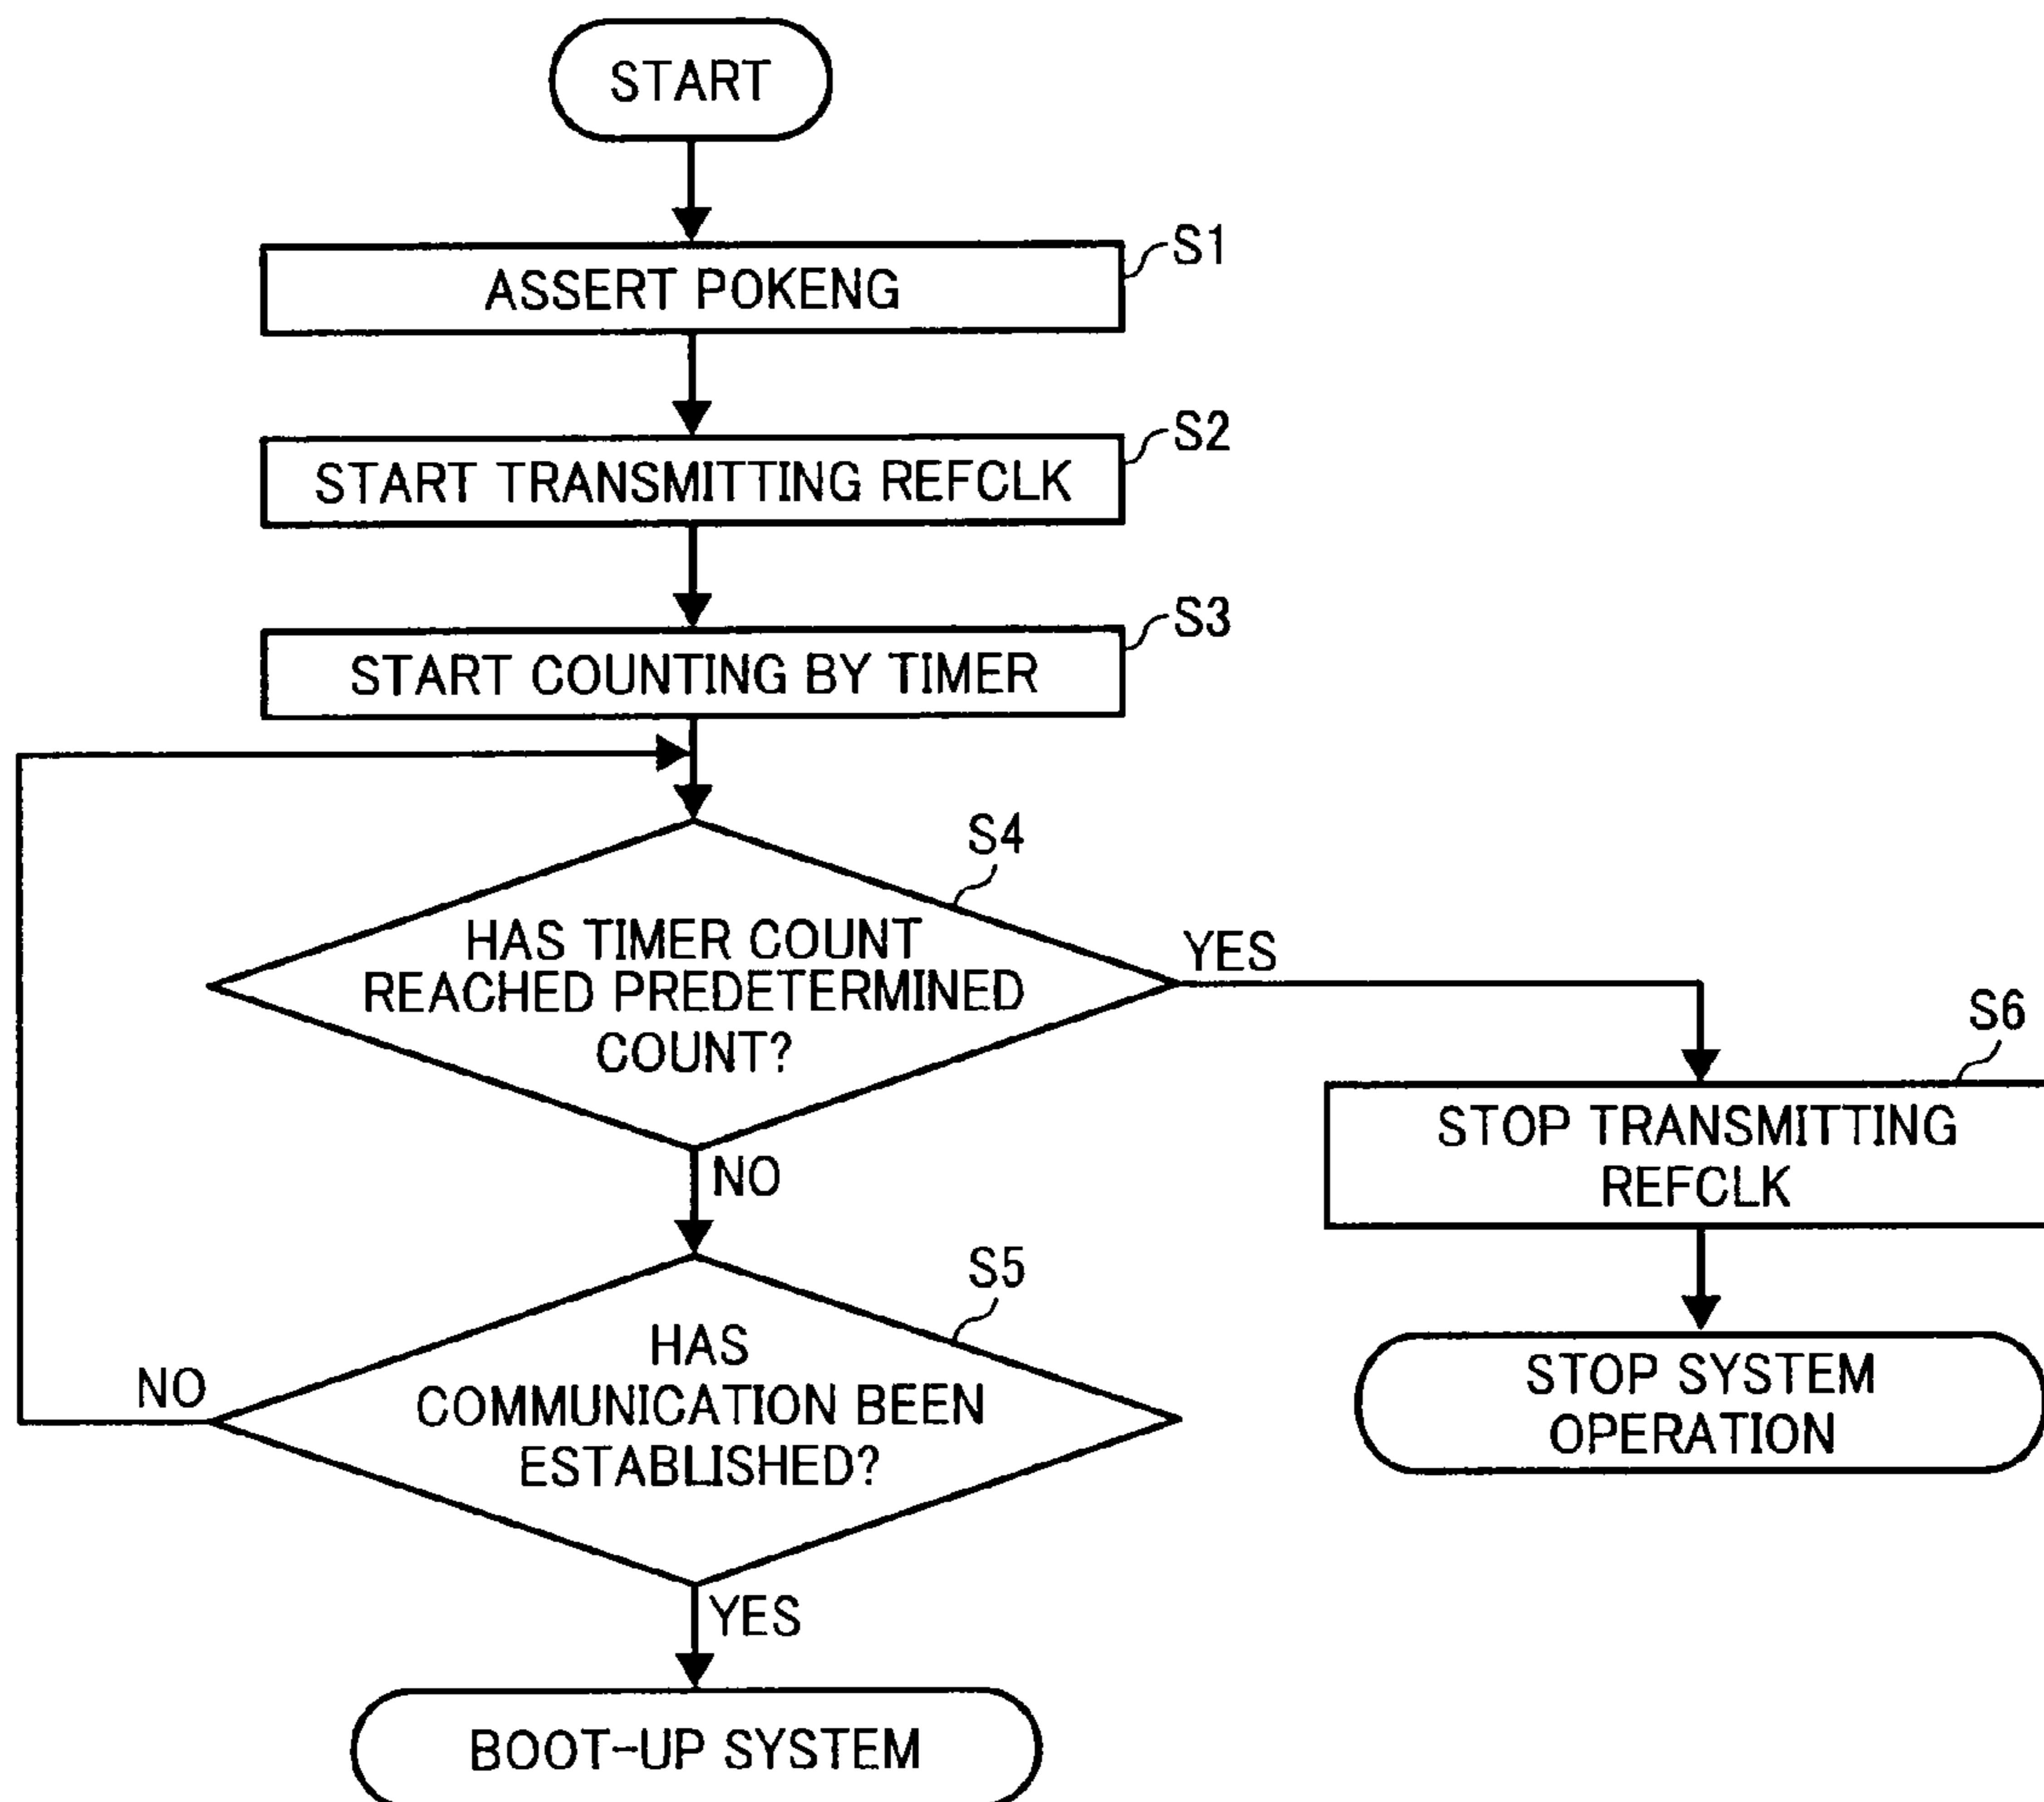 START
S1
ASSERT POKENG
S2
START TRANSMITTING REFCLK
S3
START COUNTING BY TIMER
S4
HAS TIMER COUNT
REACHED PREDETERMINED
COUNT?
YES
NO
S6
STOP TRANSMITTING
REFCLK
STOP SYSTEM
OPERATION
S5
HAS
COMMUNICATION BEEN
ESTABLISHED?
NO
YES
BOOT-UP SYSTEM